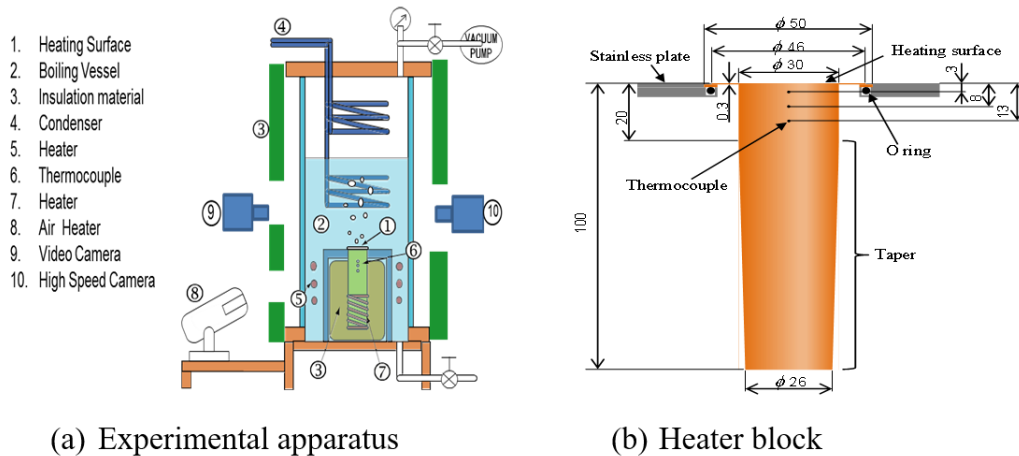 1. Heating Surface
2. Boiling Vessel
3. Insulation material
4. Condenser
5. Heater
6. Thermocouple
7. Heater
8. Air Heater
9. Video Camera
10. High Speed Camera
④
VACUUM
PUMP
③
⑨
⑩
②
①
⑥
⑤
⑧
③
⑦
ϕ 50
ϕ 46
ϕ 30
Stainless plate
Heating surface
3
8
13
0.3
20
100
O ring
Thermocouple
Taper
ϕ 26
(a) Experimental apparatus
(b) Heater block